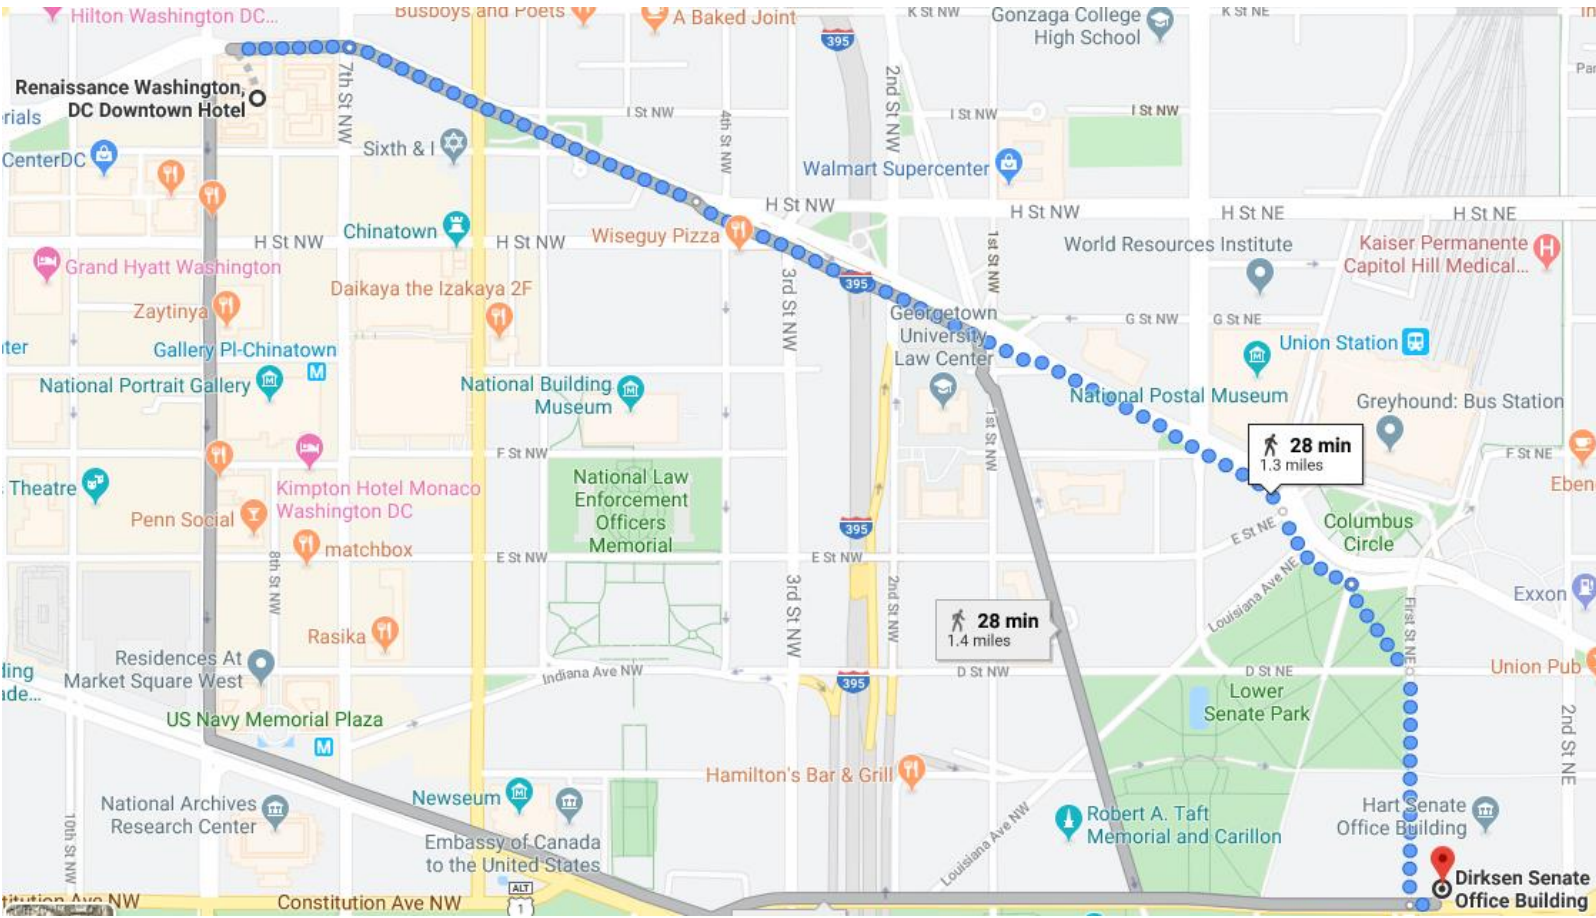 Hilton Washington DC...
Busboys and Poets
A Baked Joint
K St NW
Gonzaga College
High School
K St NE
395
Renaissance Washington,
DC Downtown Hotel
7th St NW
2nd St NW
I St NW
I St NW
I St NW
4th St NW
CenterDC
Sixth & I
Walmart Supercenter
H St NW
H St NW
H St NE
H St NE
Chinatown
Wiseguy Pizza
H St NW
H St NW
World Resources Institute
Kaiser Permanente
Capitol Hill Medical...
1st St NW
Grand Hyatt Washington
3rd St NW
395
Daikaya the Izakaya 2F
Zaytinya
Georgetown
University
Law Center
G St NW
G St NE
Union Station
Gallery Pl-Chinatown
M
National Portrait Gallery
National Building
Museum
National Postal Museum
Greyhound: Bus Station
1st St NW
28 min
1.3 miles
F St NW
F St NE
Theatre
Kimpton Hotel Monaco
Washington DC
National Law
Enforcement
Officers
Memorial
Penn Social
395
E St NE
Columbus
Circle
matchbox
E St NW
E St NW
8th St NW
3rd St NW
2nd St NW
Louisiana Ave NE
First St NE
Exxon
28 min
1.4 miles
Rasika
Residences At
Market Square West
Indiana Ave NW
395
D St NW
D St NE
Union Pub
Lower
Senate Park
US Navy Memorial Plaza
M
2nd St NE
Hamilton's Bar & Grill
Newseum
National Archives
Research Center
Embassy of Canada
to the United States
10th St NW
Louisiana Ave NW
Robert A. Taft
Memorial and Carillon
Hart Senate
Office Building
Dirksen Senate
Office Building
ALT
1
Constitution Ave NW